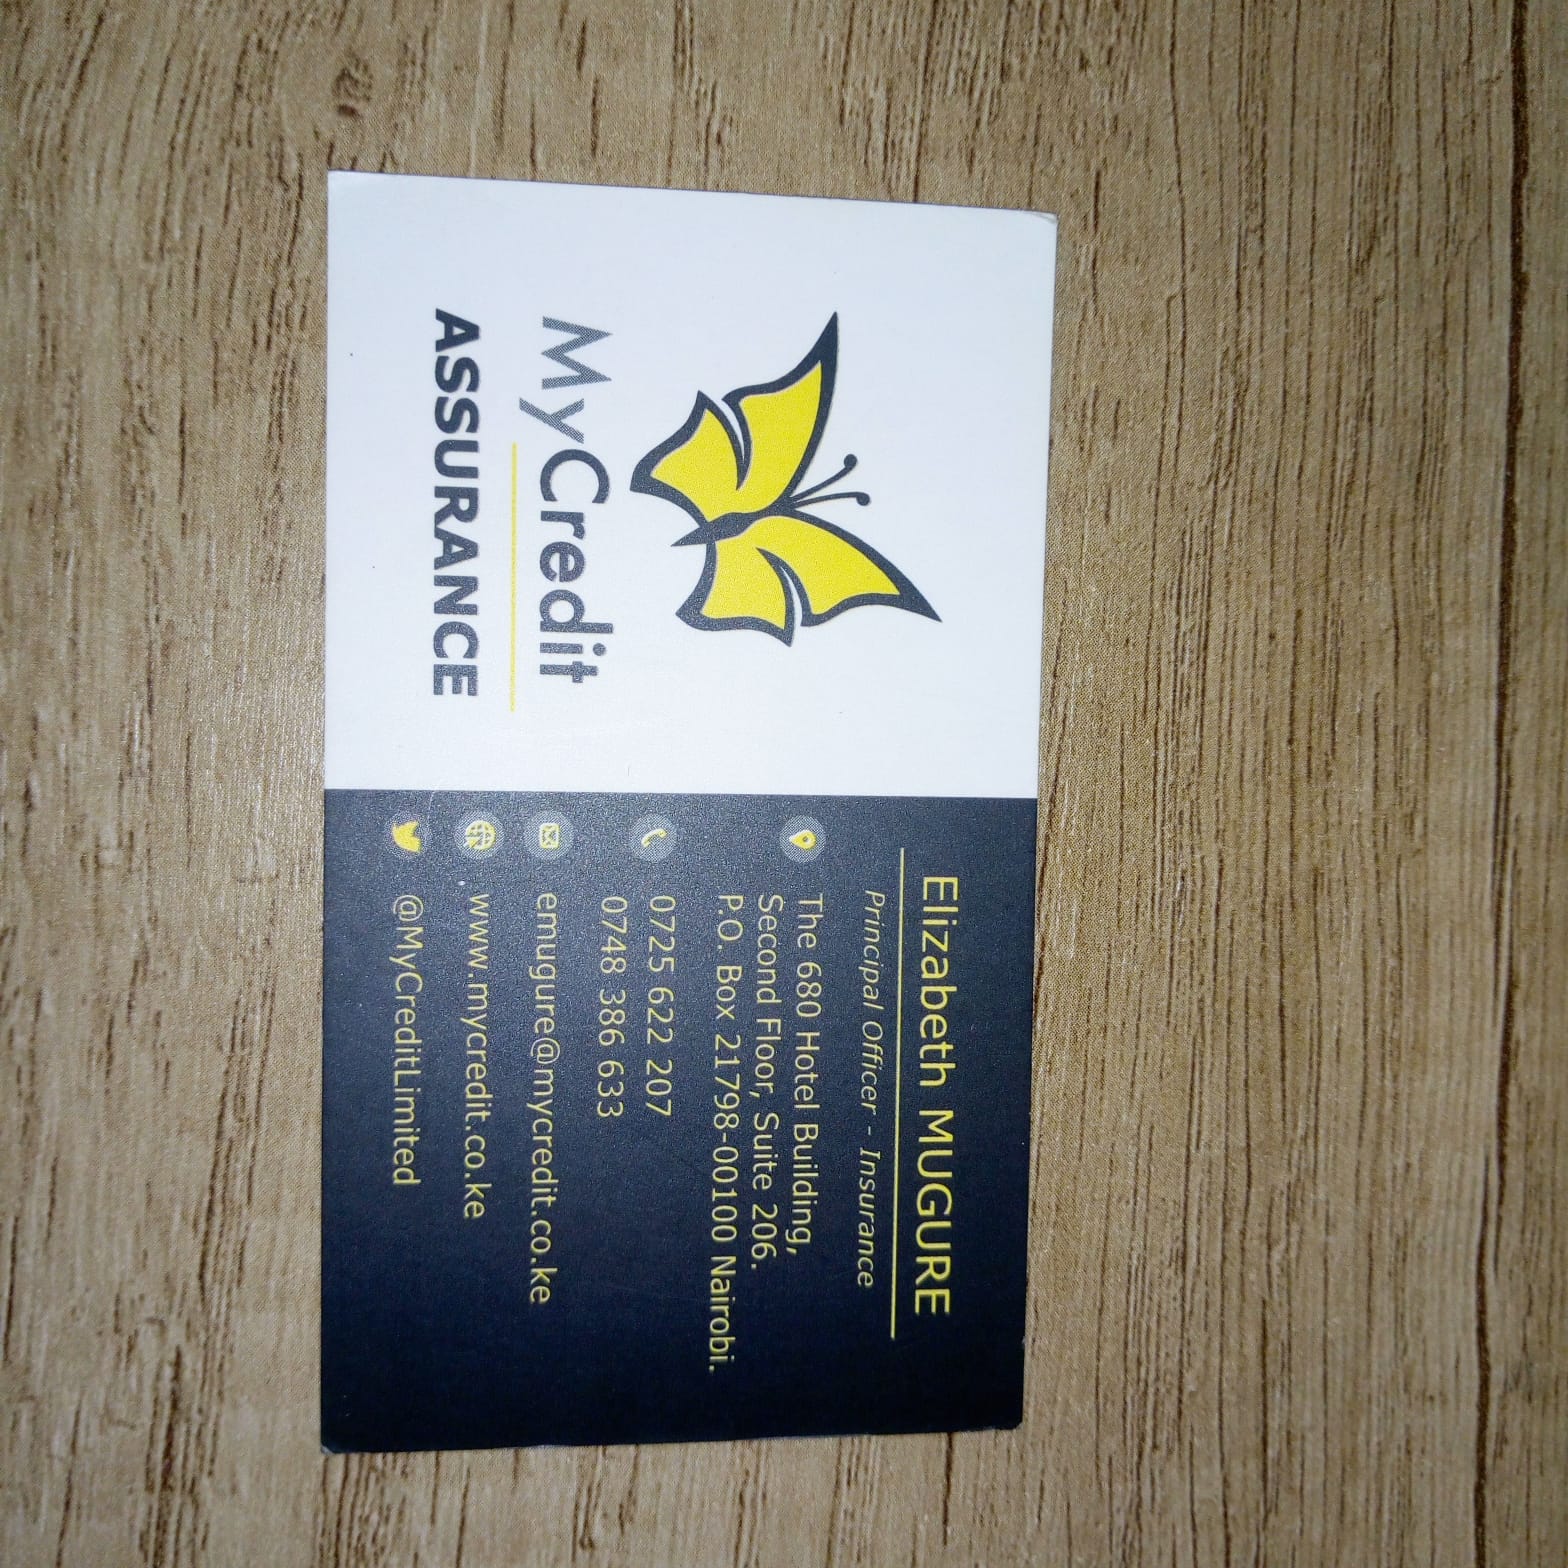 MyCredit
ASSURANCE
Elizabeth MUGURE
Principal Officer - Insurance
The 680 Hotel Building,
Second Floor, Suite 206.
P.O. Box 21798-00100 Nairobi.
0725 622 207
0748 386 633
emugure@mycredit.co.ke
www.mycredit.co.ke
@MyCreditLimited